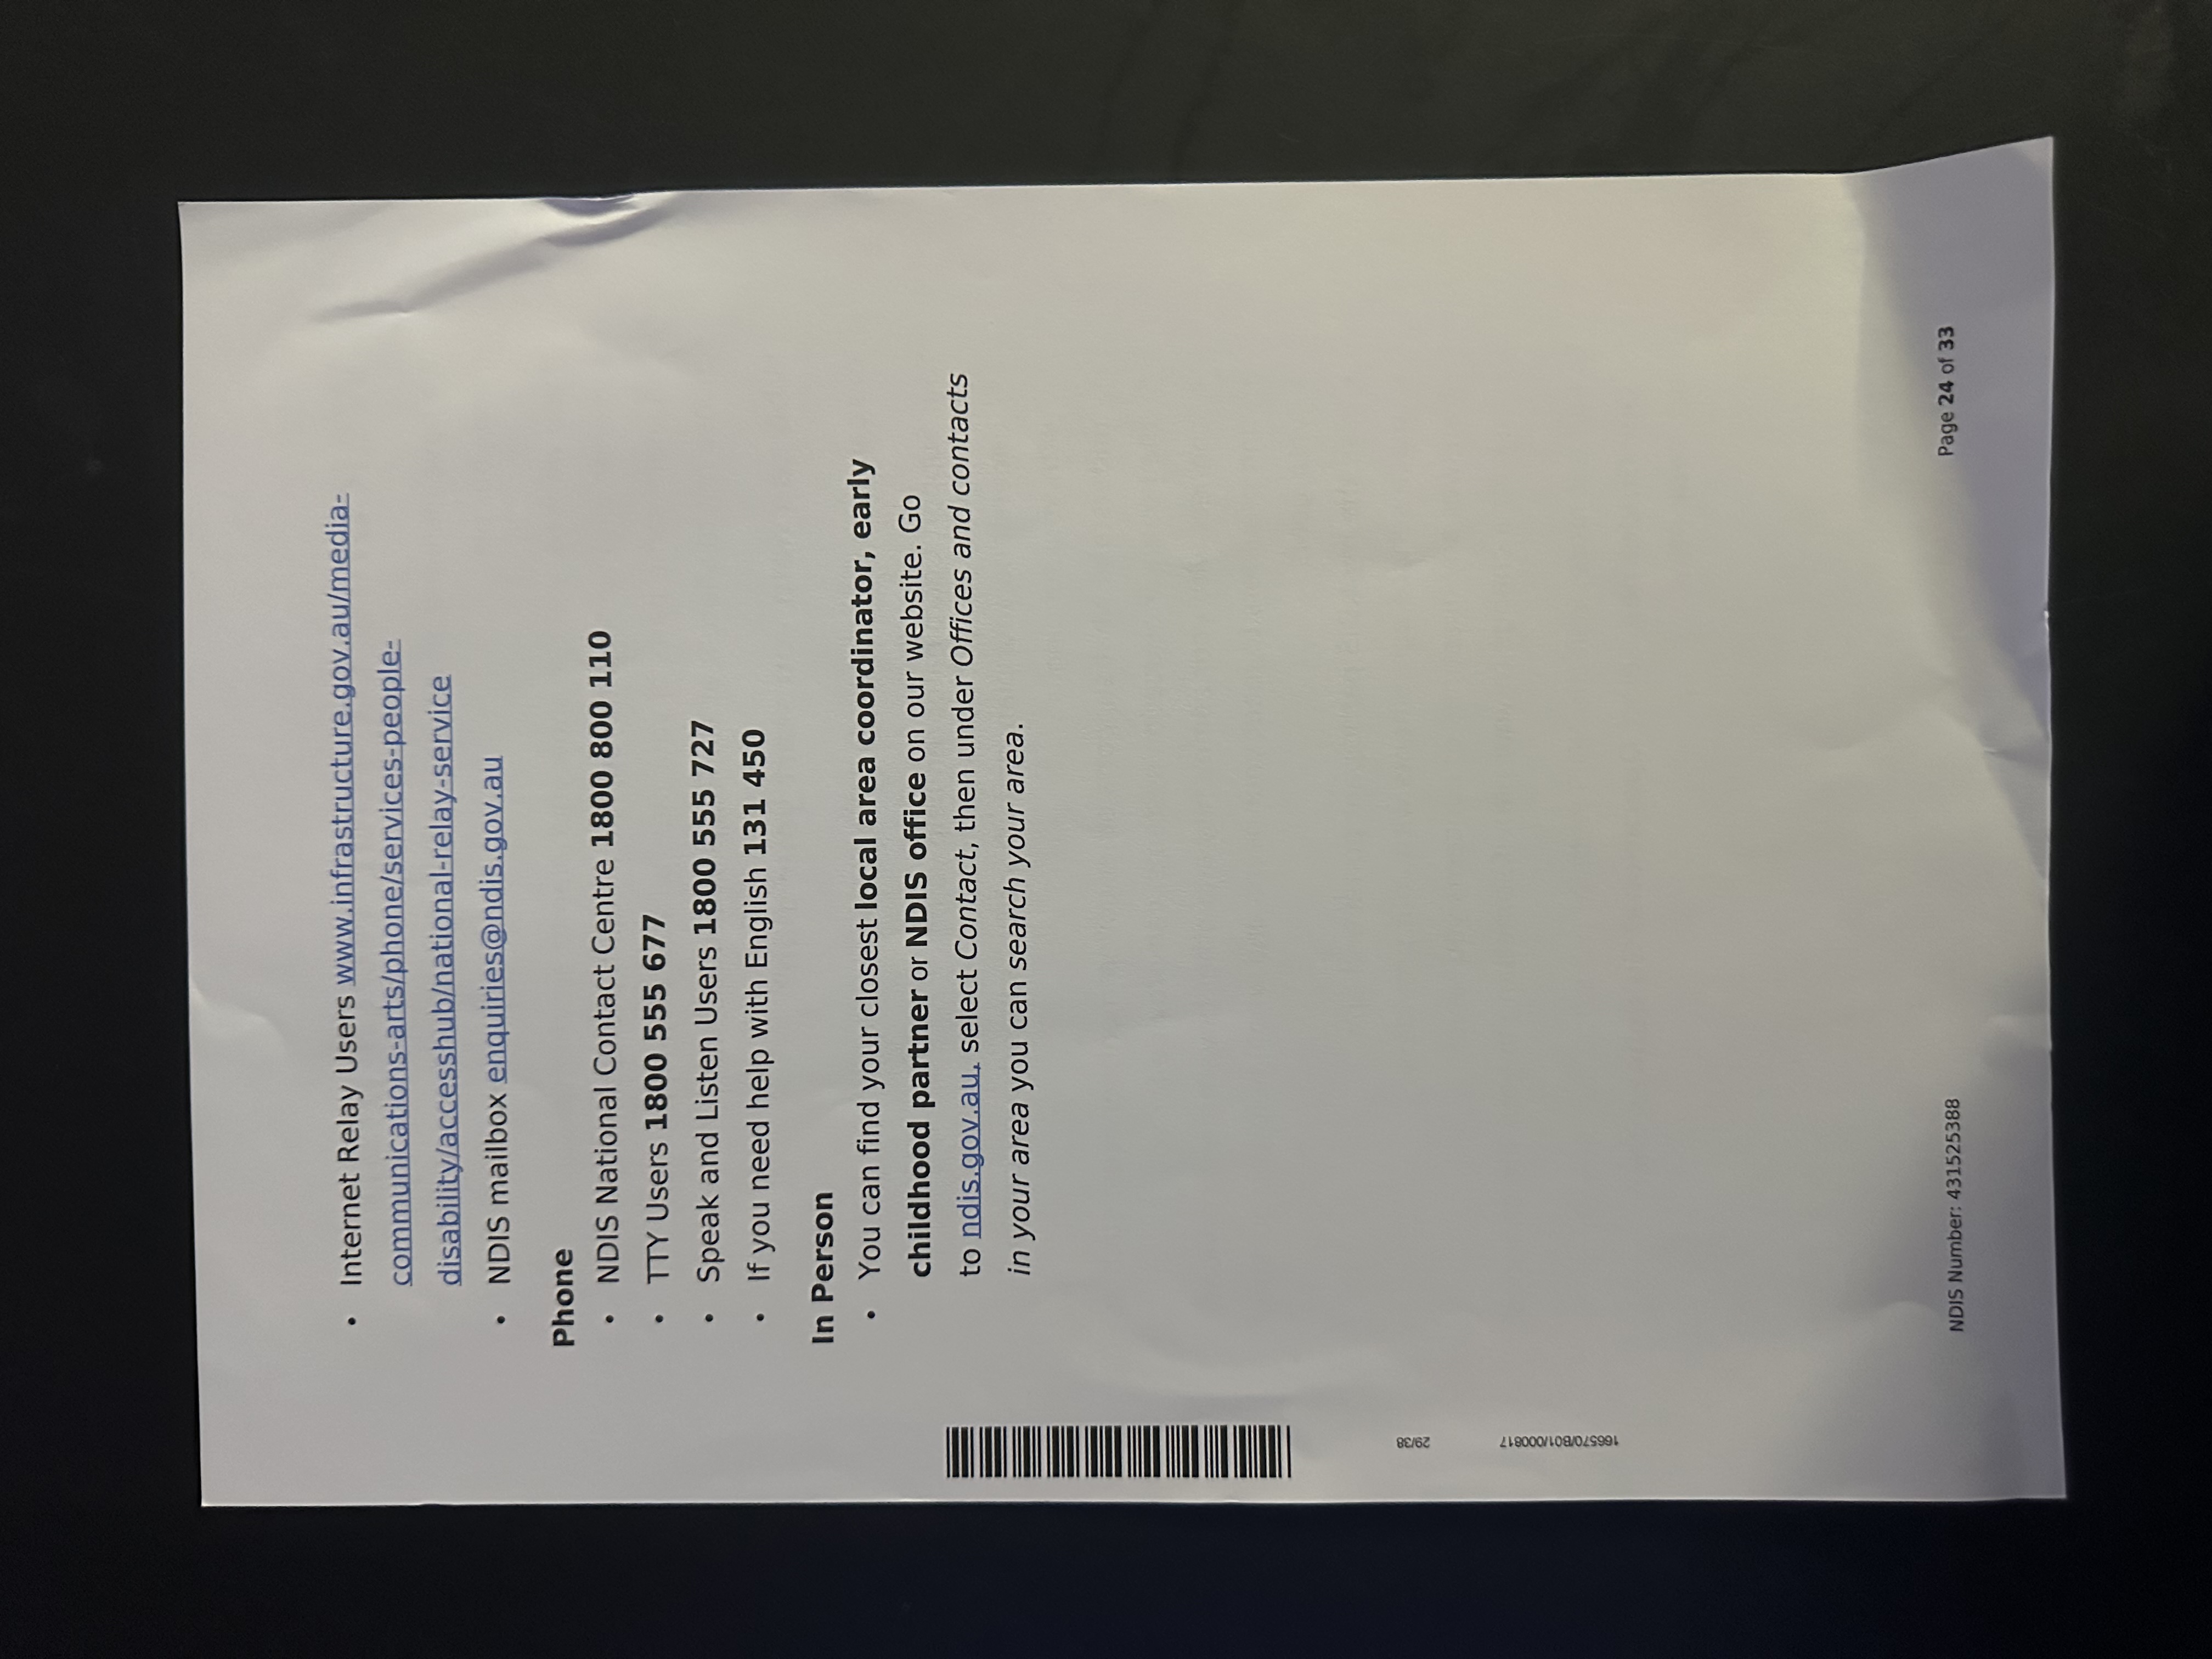 • Internet Relay Users www.infrastructure.gov.au/media-
communications-arts/phone/services-people-
disability/accesshub/national-relay-service
• NDIS mailbox enquiries@ndis.gov.au
Phone
• NDIS National Contact Centre 1800 800 110
• TTY Users 1800 555 677
• Speak and Listen Users 1800 555 727
• If you need help with English 131 450
In Person
• You can find your closest local area coordinator, early
childhood partner or NDIS office on our website. Go
to ndis.gov.au, select Contact, then under Offices and contacts
in your area you can search your area.
29/38
166570/B01/000817
NDIS Number: 431525388
Page 24 of 33